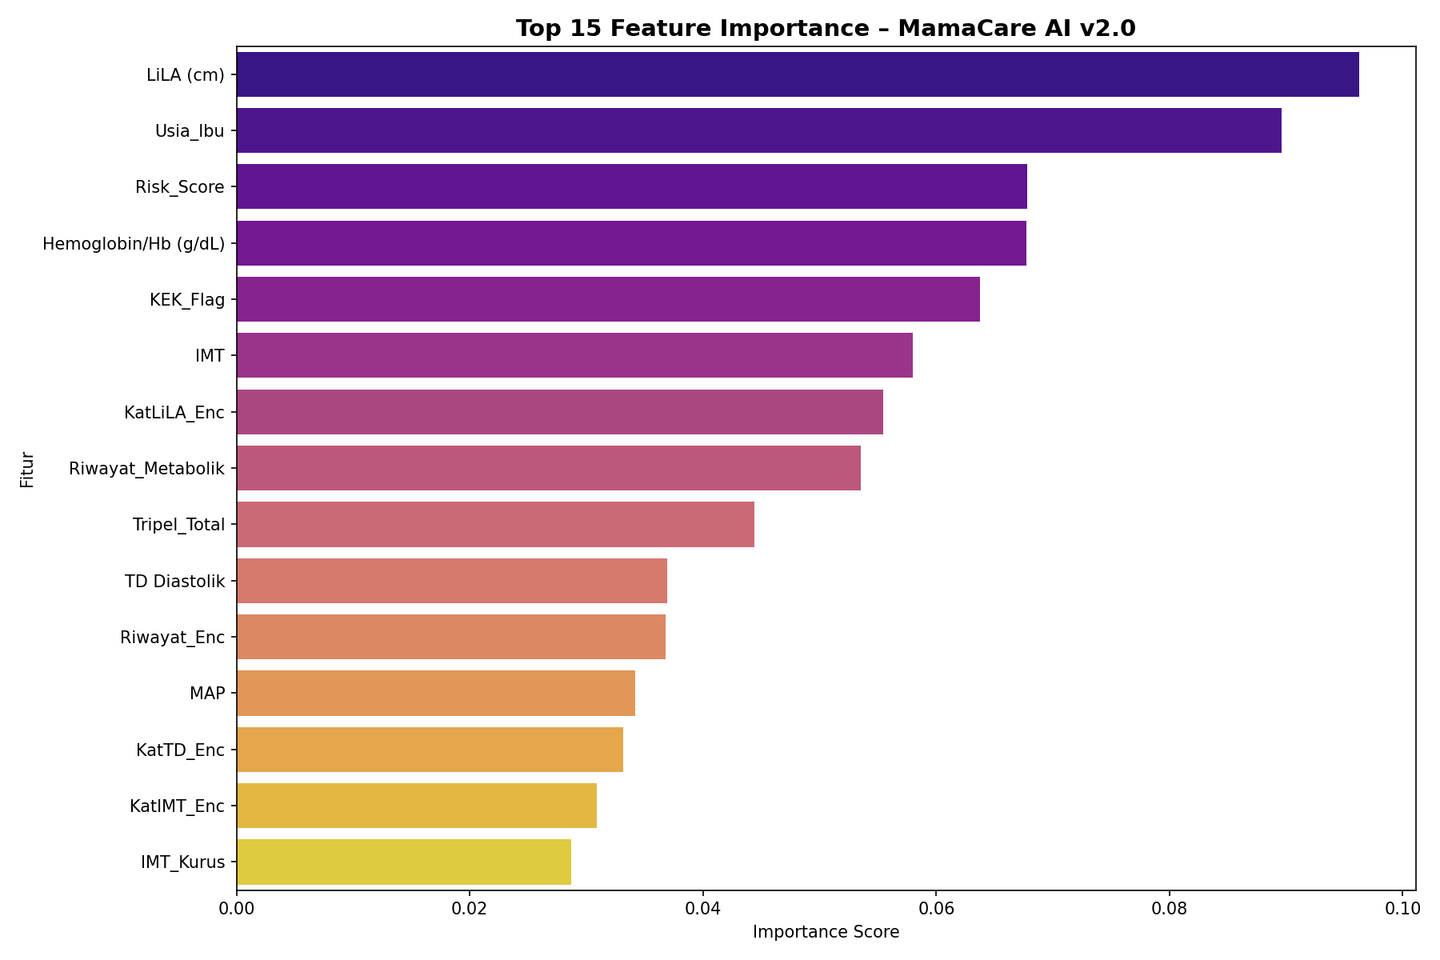 Top 15 Feature Importance – MamaCare AI v2.0
LiLA (cm)
Usia_Ibu
Risk_Score
Hemoglobin/Hb (g/dL)
KEK_Flag
IMT
KatLiLA_Enc
Riwayat_Metabolik
Tripel_Total
TD Diastolik
Riwayat_Enc
MAP
KatTD_Enc
KatIMT_Enc
IMT_Kurus
Fitur
0.00 0.02 0.04 0.06 0.08 0.10
Importance Score